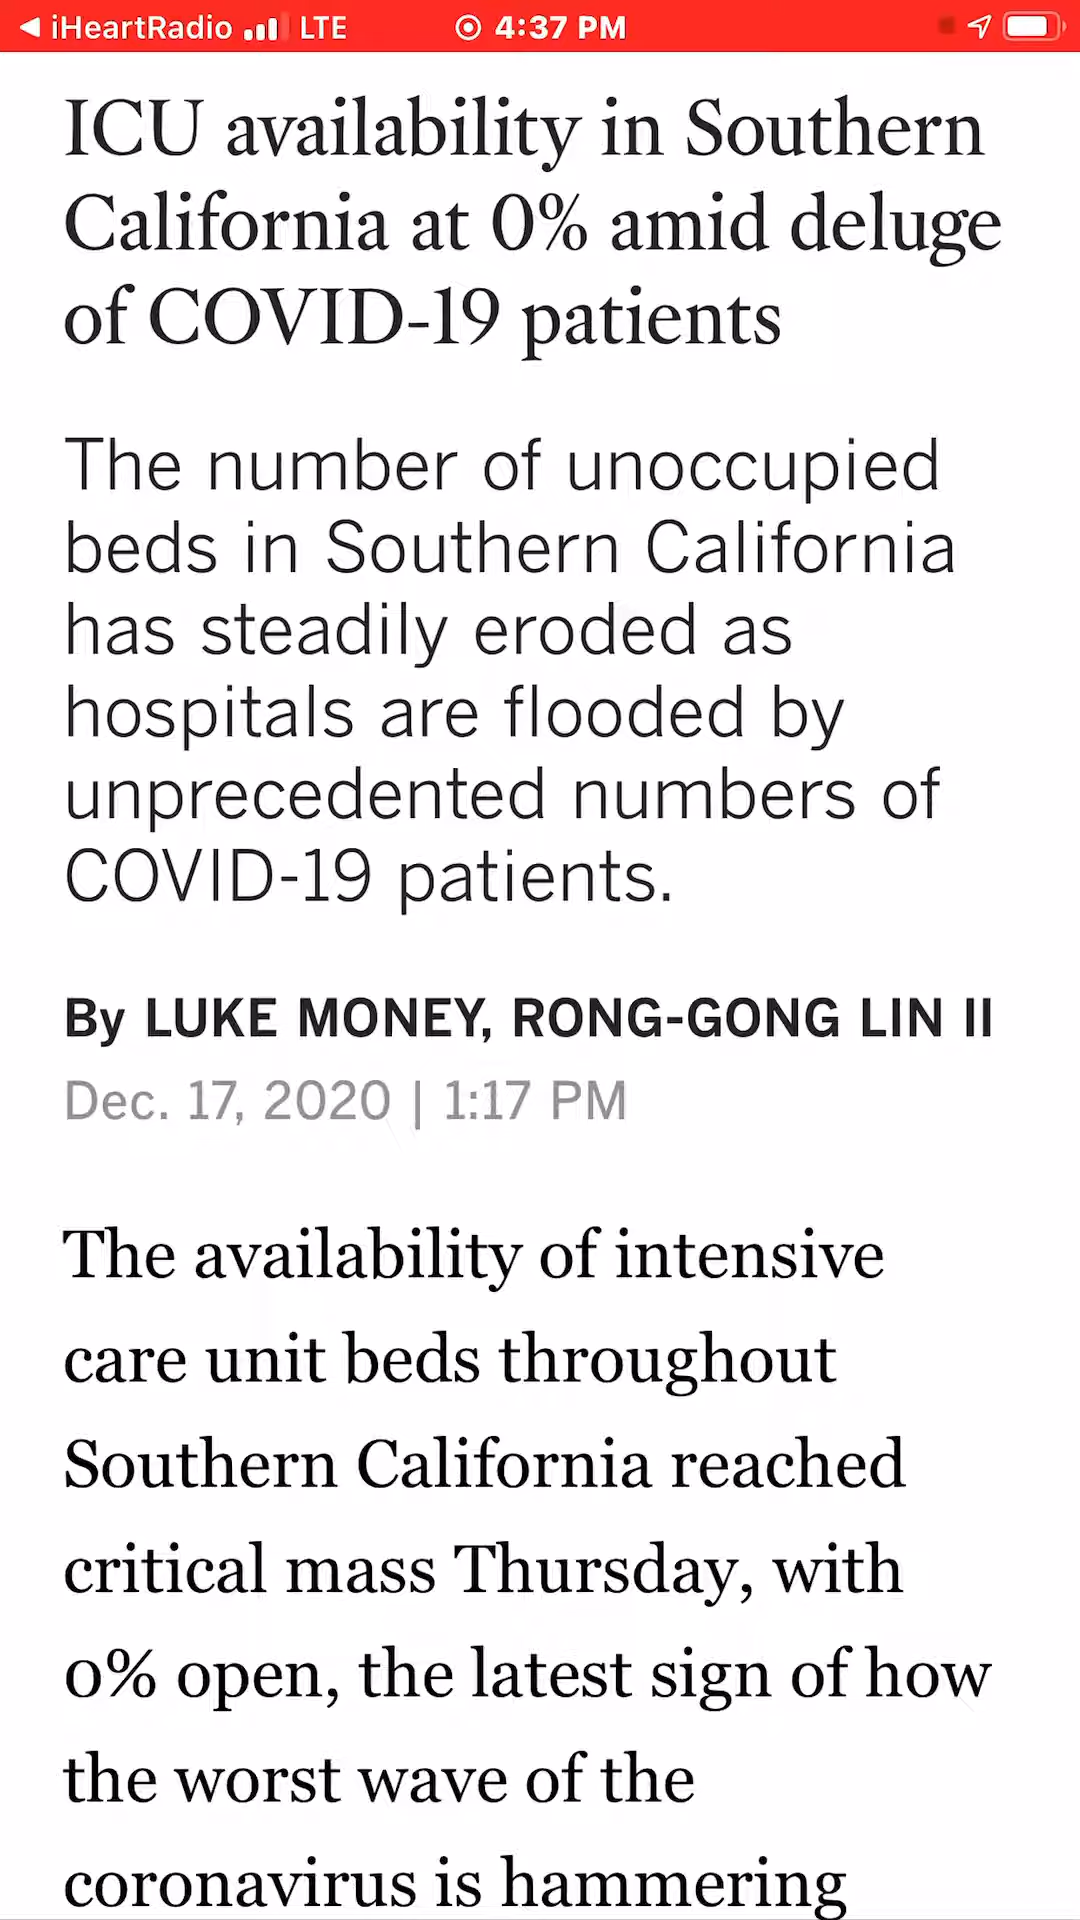 ◀ iHeartRadio LTE 4:37 PM
ICU availability in Southern
California at 0% amid deluge
of COVID-19 patients
The number of unoccupied
beds in Southern California
has steadily eroded as
hospitals are flooded by
unprecedented numbers of
COVID-19 patients.
By LUKE MONEY, RONG-GONG LIN II
Dec. 17, 2020 | 1:17 PM
The availability of intensive
care unit beds throughout
Southern California reached
critical mass Thursday, with
0% open, the latest sign of how
the worst wave of the
coronavirus is hammering